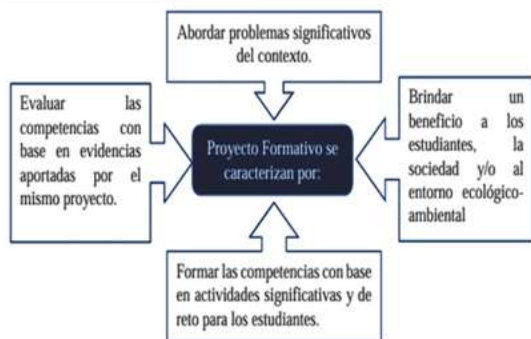 Abordar problemas significativos
del contexto.
Evaluar las
competencias con
base en evidencias
aportadas por el
mismo proyecto.
Proyecto Formativo se
caracterizan por:
Brindar un
beneficio a los
estudiantes, la
sociedad y/o al
entorno ecológico-
ambiental
Formar las competencias con base
en actividades significativas y de
reto para los estudiantes.